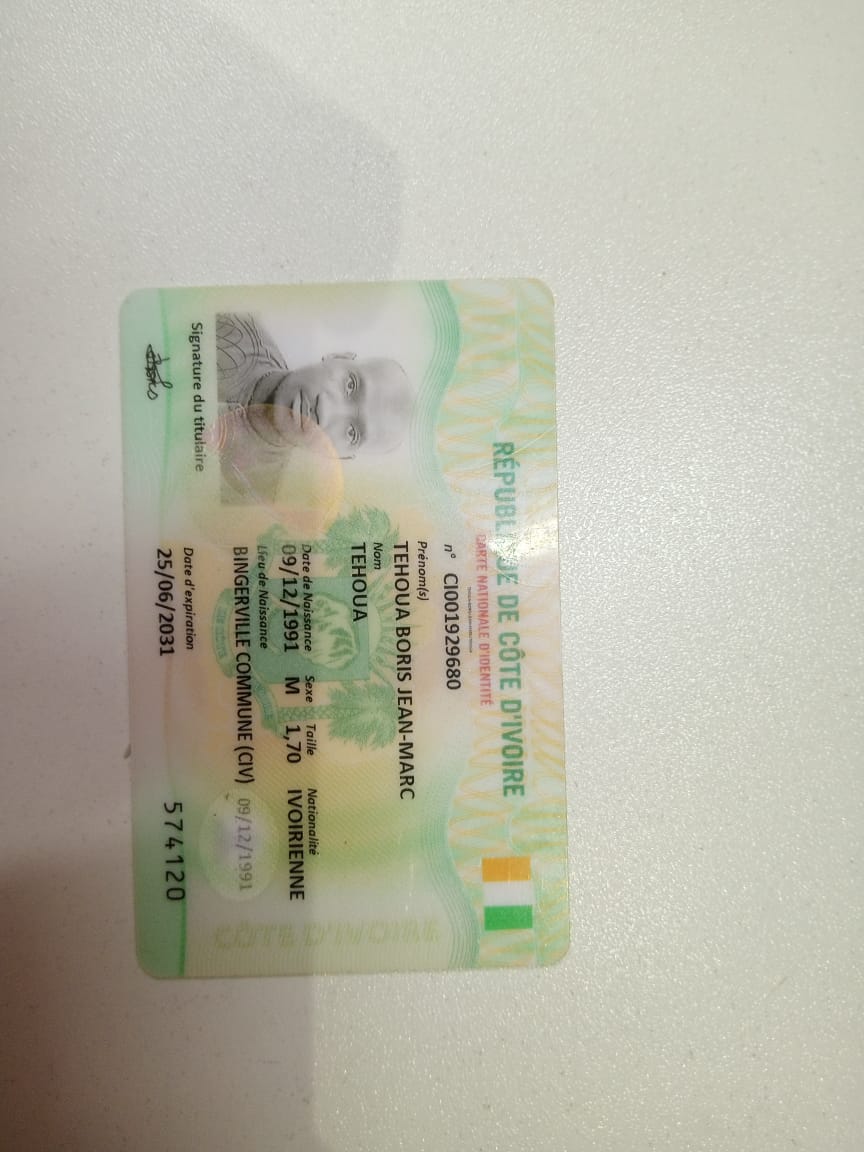 RÉPUBLIQUE DE CÔTE D'IVOIRE
CARTE NATIONALE D'IDENTITÉ
n° CI001929680
Prénom(s)
TEHOUA BORIS JEAN-MARC
Nom
TEHOUA
Date de Naissance Sexe Taille Nationalité
09/12/1991 M 1,70 IVOIRIENNE
Lieu de Naissance
BINGERVILLE COMMUNE (CIV) 09/12/1991
Signature du titulaire
Date d'expiration
25/06/2031
574120
CÔTE D'IVOIRE